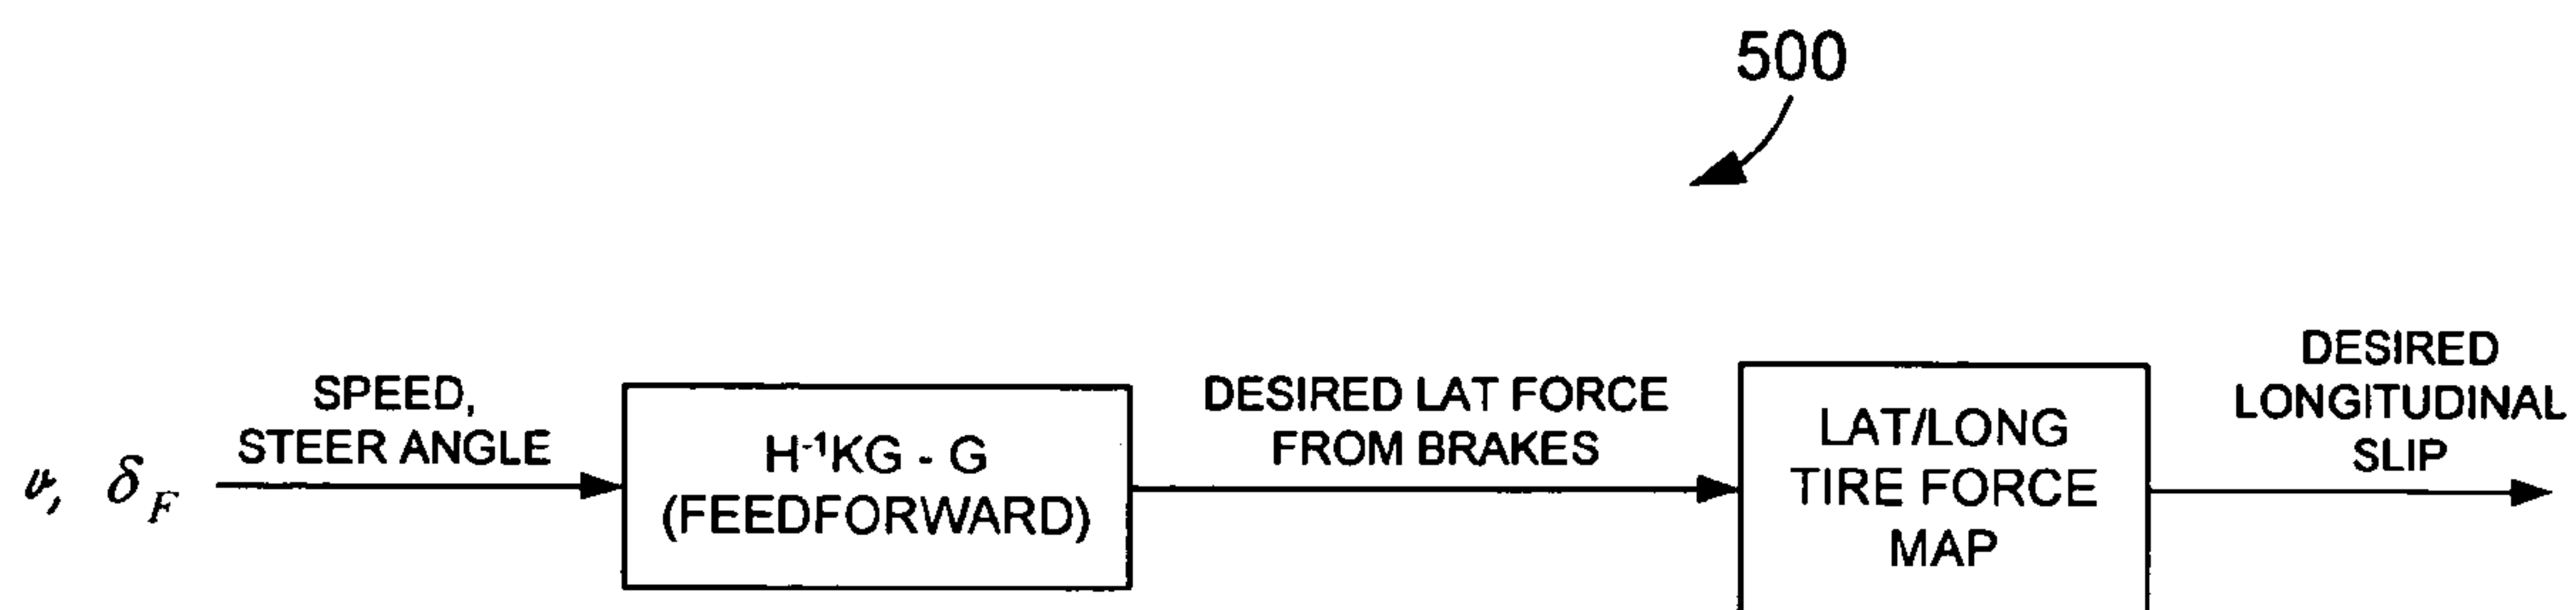 500
SPEED,
STEER ANGLE
v, δF
H-1KG - G
(FEEDFORWARD)
DESIRED LAT FORCE
FROM BRAKES
LAT/LONG
TIRE FORCE
MAP
DESIRED
LONGITUDINAL
SLIP